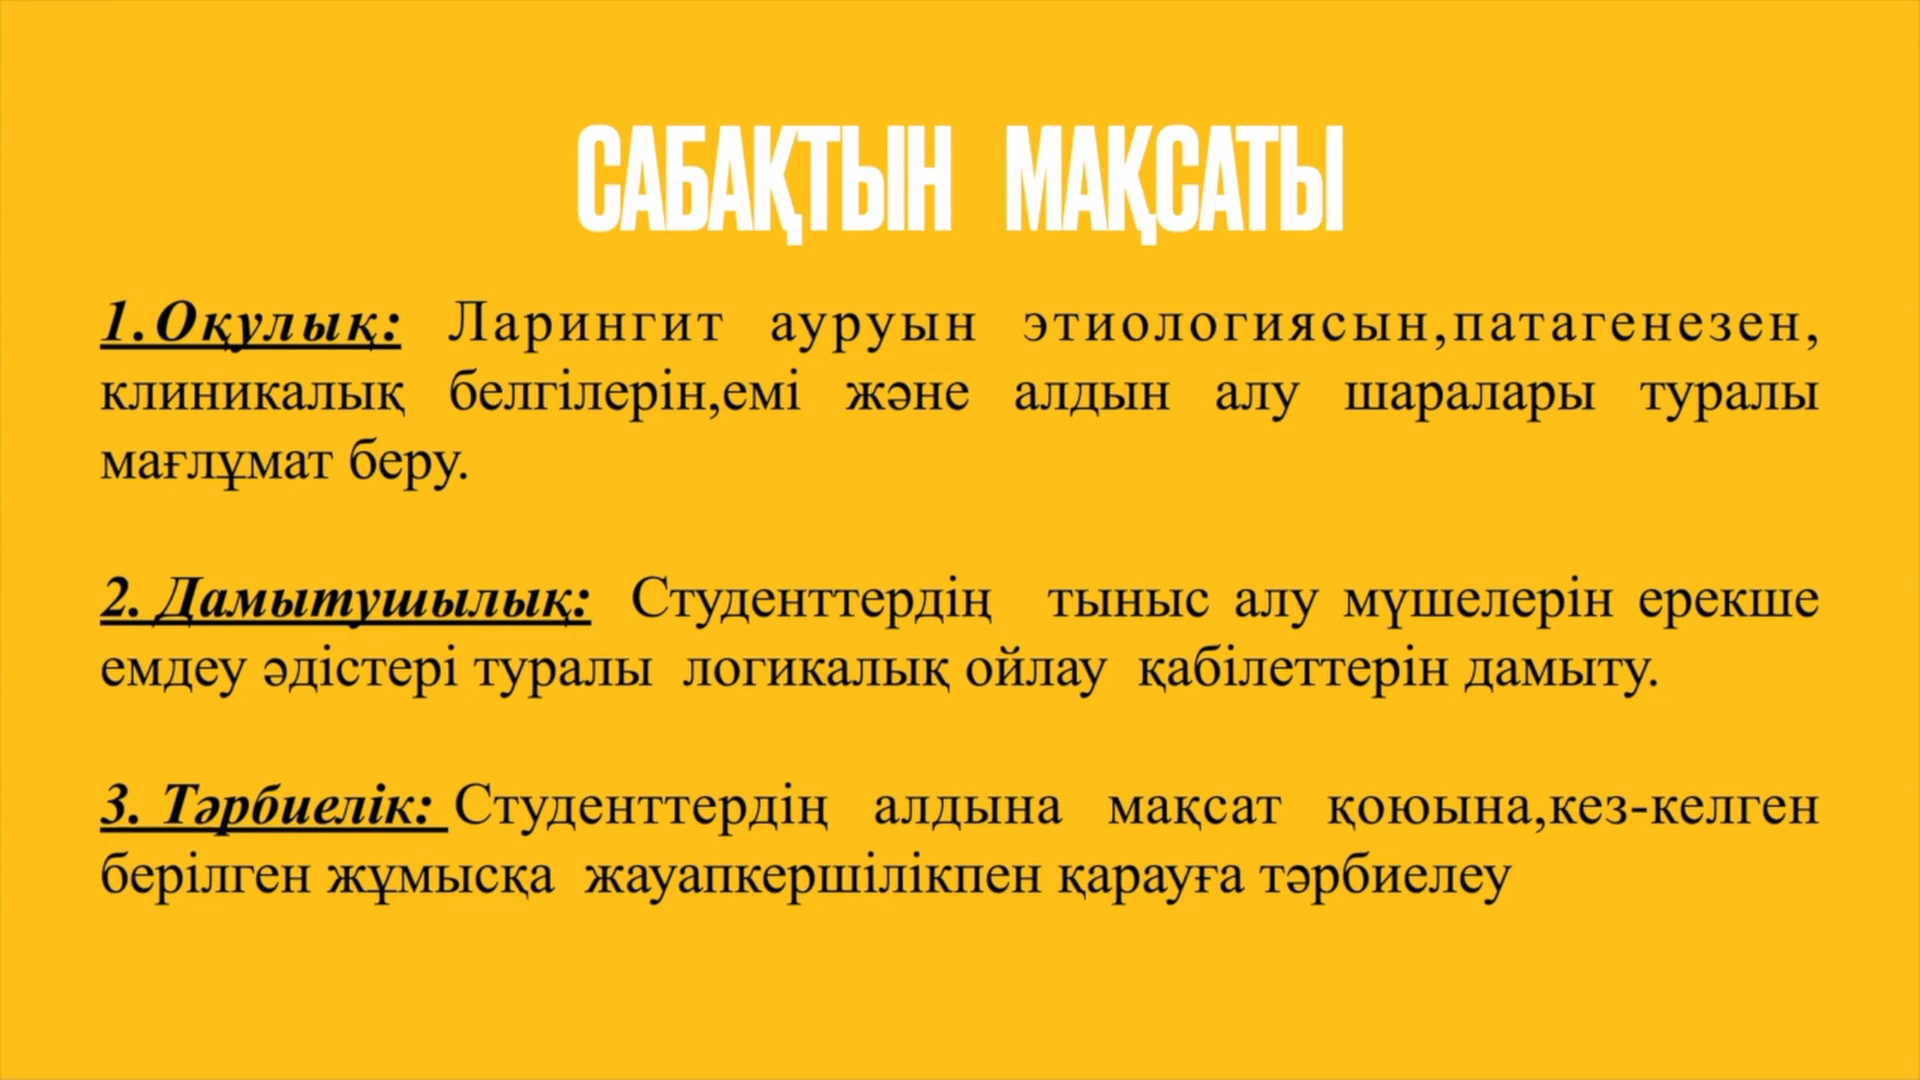 САБАҚТЫН МАҚСАТЫ
1.Оқулық: Ларингит ауруын этиологиясын,патагенезен,
клиникалық белгілерін,емі және алдын алу шаралары туралы
мағлұмат беру.
2. Дамытушылық: Студенттердің тыныс алу мүшелерін ерекше
емдеу әдістері туралы логикалық ойлау қабілеттерін дамыту.
3. Тәрбиелік: Студенттердің алдына мақсат қоюына,кез-келген
берілген жұмысқа жауапкершілікпен қарауға тәрбиелеу